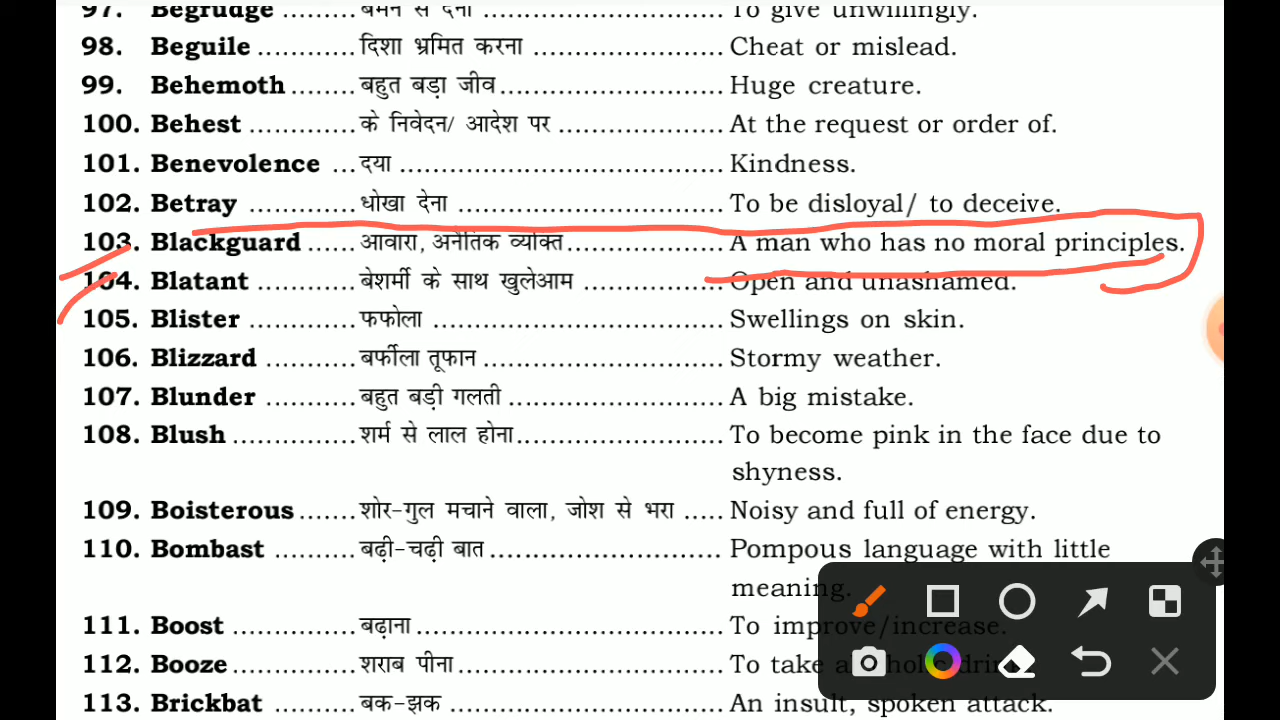 97. Begrudge ............ बेमन से देना .............................. To give unwillingly.
98. Beguile ............ दिशा भ्रमित करना ........................ Cheat or mislead.
99. Behemoth ........ बहुत बड़ा जीव ............................ Huge creature.
100. Behest ............. के निवेदन/ आदेश पर ..................... At the request or order of.
101. Benevolence ... दया ......................................... Kindness.
102. Betray ............. धोखा देना ................................. To be disloyal/ to deceive.
103. Blackguard ...... आवारा, अनैतिक व्यक्ति .................... A man who has no moral principles.
104. Blatant ............ बेशर्मी के साथ खुलेआम ................. Open and unashamed.
105. Blister ............. फफोला ..................................... Swellings on skin.
106. Blizzard ........... बर्फीला तूफान .............................. Stormy weather.
107. Blunder ........... बहुत बड़ी गलती ........................... A big mistake.
108. Blush ............... शर्म से लाल होना .......................... To become pink in the face due to
shyness.
109. Boisterous ....... शोर-गुल मचाने वाला, जोश से भरा ..... Noisy and full of energy.
110. Bombast .......... बढ़ी-चढ़ी बात ............................. Pompous language with little
meaning.
111. Boost ............... बढ़ाना ...................................... To improve/increase.
112. Booze ............... शराब पीना ................................. To take
113. Brickbat .......... बक-झक ................................... An insult, spoken attack.